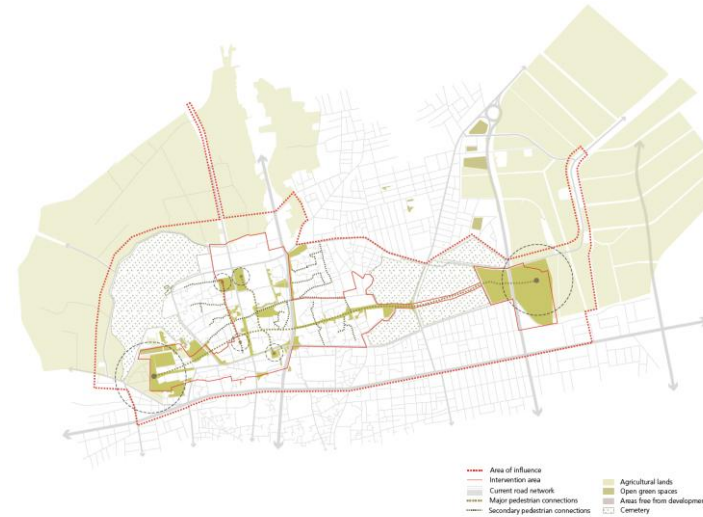 Area of influence
Intervention area
Current road network
Major pedestrian connections
Secondary pedestrian connections
Agricultural lands
Open green spaces
Areas free from developmen
Cemetery